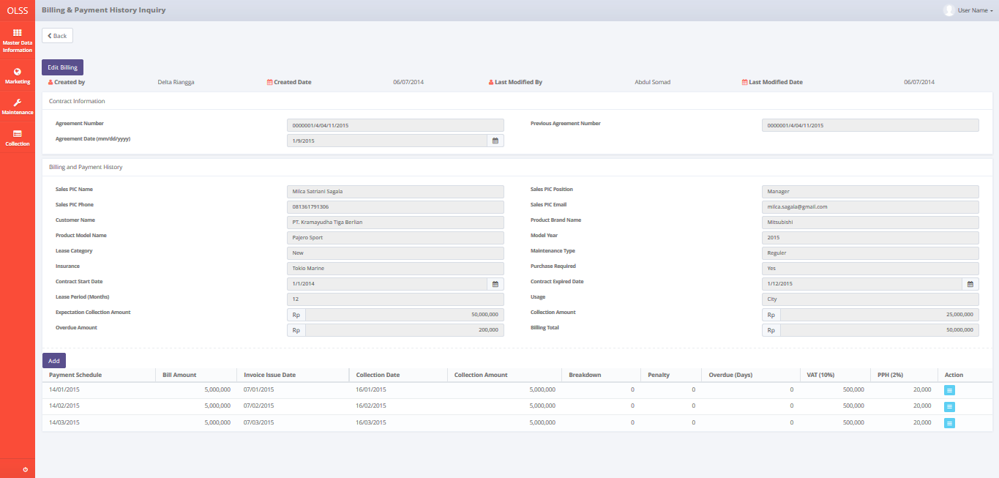 OLSS
Billing & Payment History Inquiry
User Name
Back
Master Data Information
Marketing
Maintenance
Collection
Edit Billing
Created by Delta Riangga Created Date 06/07/2014 Last Modified By Abdul Somad Last Modified Date 06/07/2014
Contract Information
Agreement Number 0000001/4/04/11/2015 Previous Agreement Number 0000001/4/04/11/2015
Agreement Date (mm/dd/yyyy) 1/9/2015
Billing and Payment History
Sales PIC Name Milca Satriani Sagala Sales PIC Position Manager
Sales PIC Phone 081361791306 Sales PIC Email milca.sagala@gmail.com
Customer Name PT. Kramayudha Tiga Berlian Product Brand Name Mitsubishi
Product Model Name Pajero Sport Model Year 2015
Lease Category New Maintenance Type Reguler
Insurance Tokio Marine Purchase Required Yes
Contract Start Date 1/1/2014 Contract Expired Date 1/12/2015
Lease Period (Months) 12 Usage City
Expectation Collection Amount Rp 50,000,000 Collection Amount Rp 25,000,000
Overdue Amount Rp 200,000 Billing Total Rp 50,000,000
Add
Payment Schedule Bill Amount Invoice Issue Date Collection Date Collection Amount Breakdown Penalty Overdue (Days) VAT (10%) PPH (2%) Action
14/01/2015 5,000,000 07/01/2015 16/01/2015 5,000,000 0 0 0 500,000 20,000
14/02/2015 5,000,000 07/02/2015 16/02/2015 5,000,000 0 0 0 500,000 20,000
14/03/2015 5,000,000 07/03/2015 16/03/2015 5,000,000 0 0 0 500,000 20,000